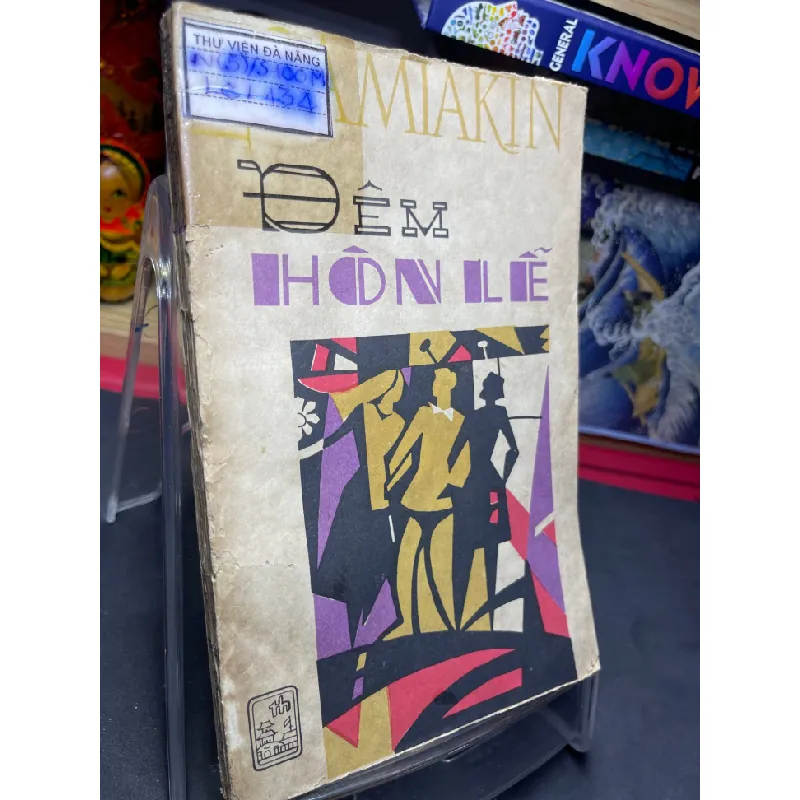 THƯ VIỆN ĐÀ NẴNG
AMIAKIN
ĐÊM
HÔN LỄ
GENERAL
KNOW